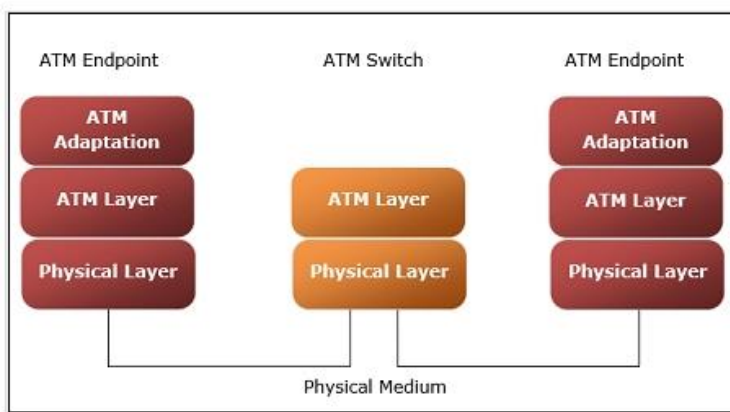 ATM Endpoint
ATM Switch
ATM Endpoint
ATM
Adaptation
ATM
Adaptation
ATM Layer
ATM Layer
ATM Layer
Physical Layer
Physical Layer
Physical Layer
Physical Medium